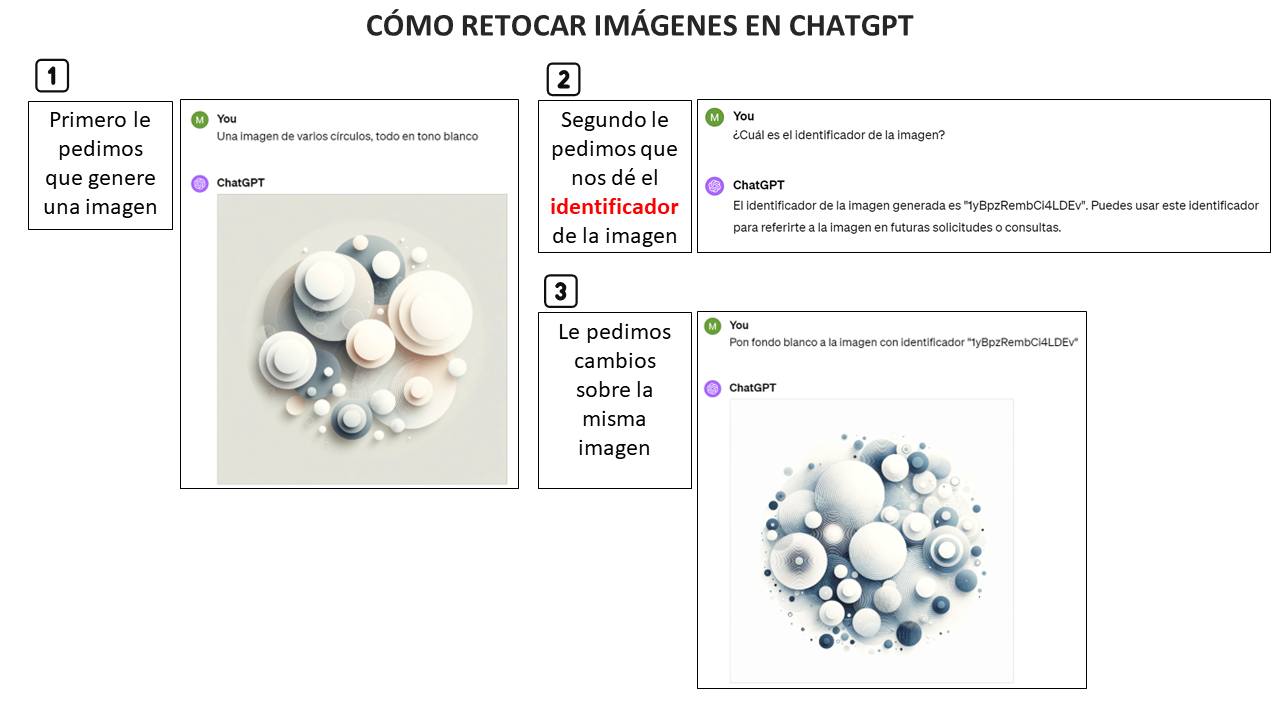 CÓMO RETOCAR IMÁGENES EN CHATGPT
1
Primero le
pedimos
que genere
una imagen
M You
Una imagen de varios círculos, todo en tono blanco
ChatGPT
2
Segundo le
pedimos que
nos dé el
identificador
de la imagen
M You
¿Cuál es el identificador de la imagen?
ChatGPT
El identificador de la imagen generada es "1yBpzRembCi4LDEv". Puedes usar este identificador
para referirte a la imagen en futuras solicitudes o consultas.
3
Le pedimos
cambios
sobre la
misma
imagen
M You
Pon fondo blanco a la imagen con identificador "1yBpzRembCi4LDEv"
ChatGPT